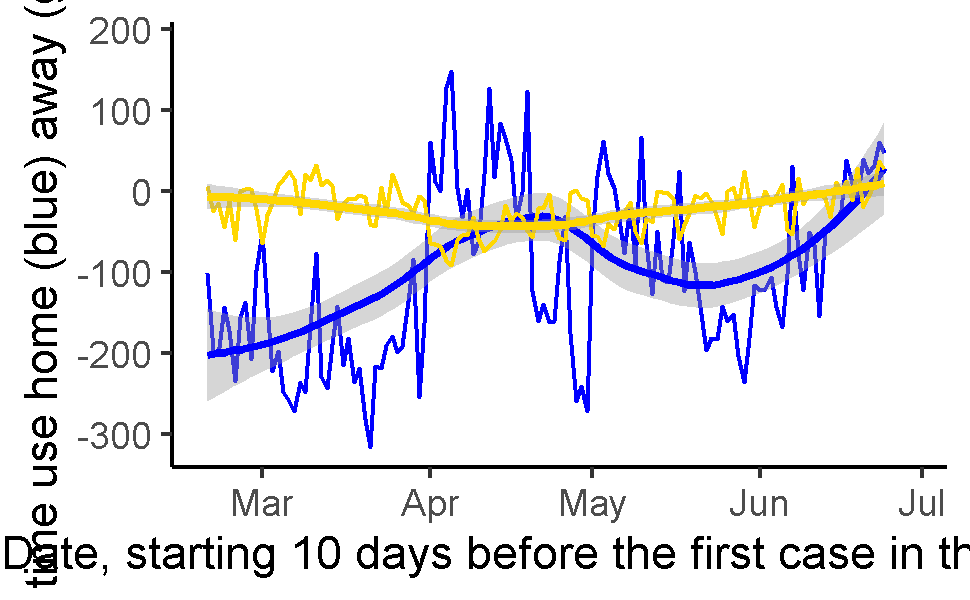 time use home (blue) away (
200
100
0
-100
-200
-300
Mar Apr May Jun Jul
Date, starting 10 days before the first case in th